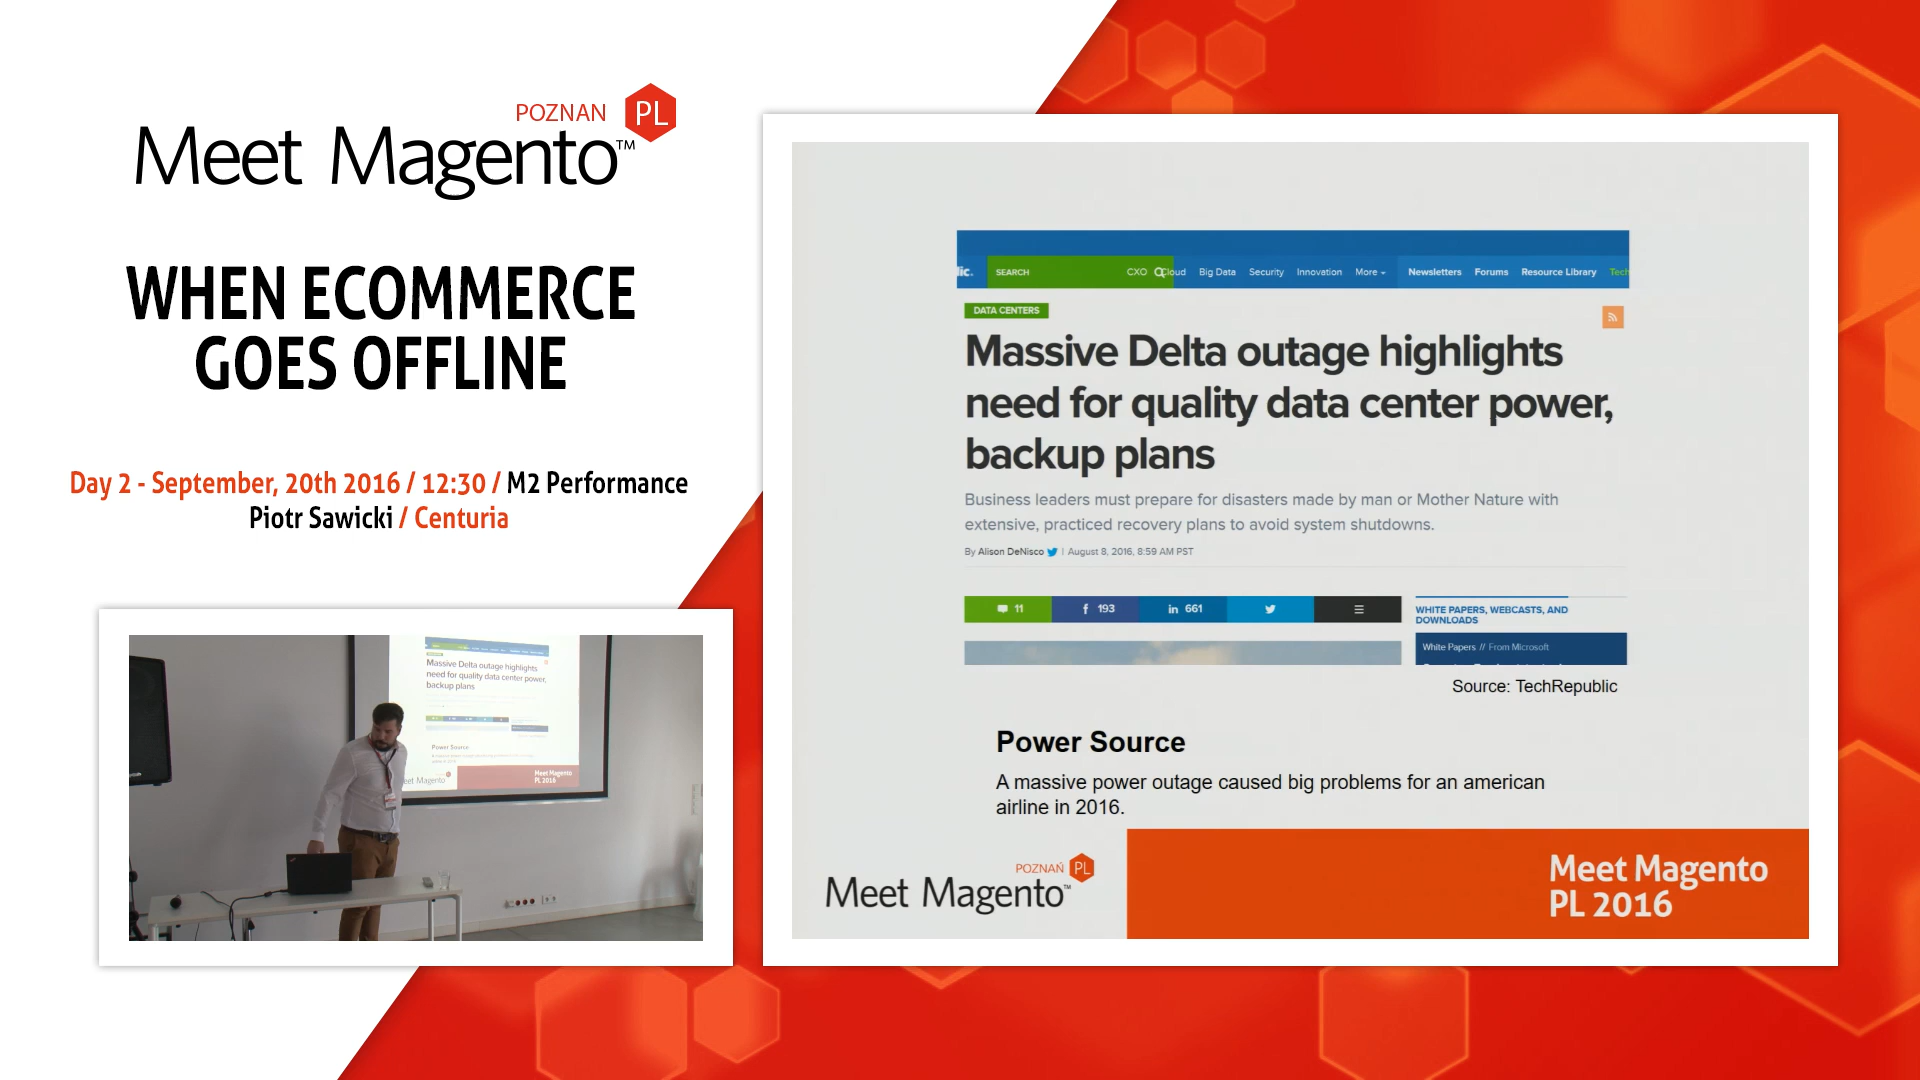 POZNAN PL
Meet Magento™
WHEN ECOMMERCE
GOES OFFLINE
Day 2 - September, 20th 2016 / 12:30 / M2 Performance
Piotr Sawicki / Centuria
lic. SEARCH CXO Cloud Big Data Security Innovation More Newsletters Forums Resource Library Tech
DATA CENTERS
Massive Delta outage highlights
need for quality data center power,
backup plans
Business leaders must prepare for disasters made by man or Mother Nature with
extensive, practiced recovery plans to avoid system shutdowns.
By Alison DeNisco | August 8, 2016, 8:59 AM PST
11 193 661
WHITE PAPERS, WEBCASTS, AND
DOWNLOADS
White Papers // From Microsoft
Source: TechRepublic
Power Source
A massive power outage caused big problems for an american
airline in 2016.
POZNAŃ PL
Meet Magento™
Meet Magento
PL 2016
Massive Delta outage highlights
need for quality data center power,
backup plans
Power Source
eet Magento
Meet Magento
PL 2016